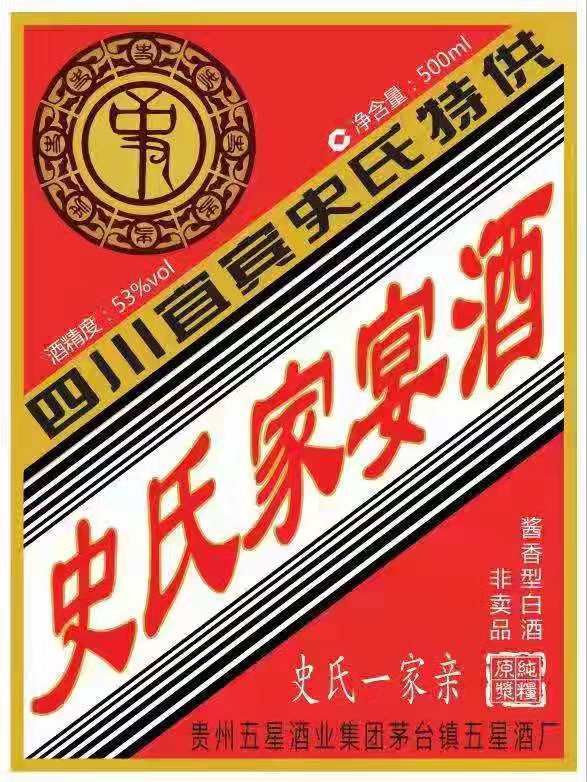 史
净含量：500ml
酒精度：53%vol
四川宜宾史氏特供
史氏家宴酒
酱香型白酒
非卖品
史氏一家亲
純糧
原漿
贵州五星酒业集团茅台镇五星酒厂